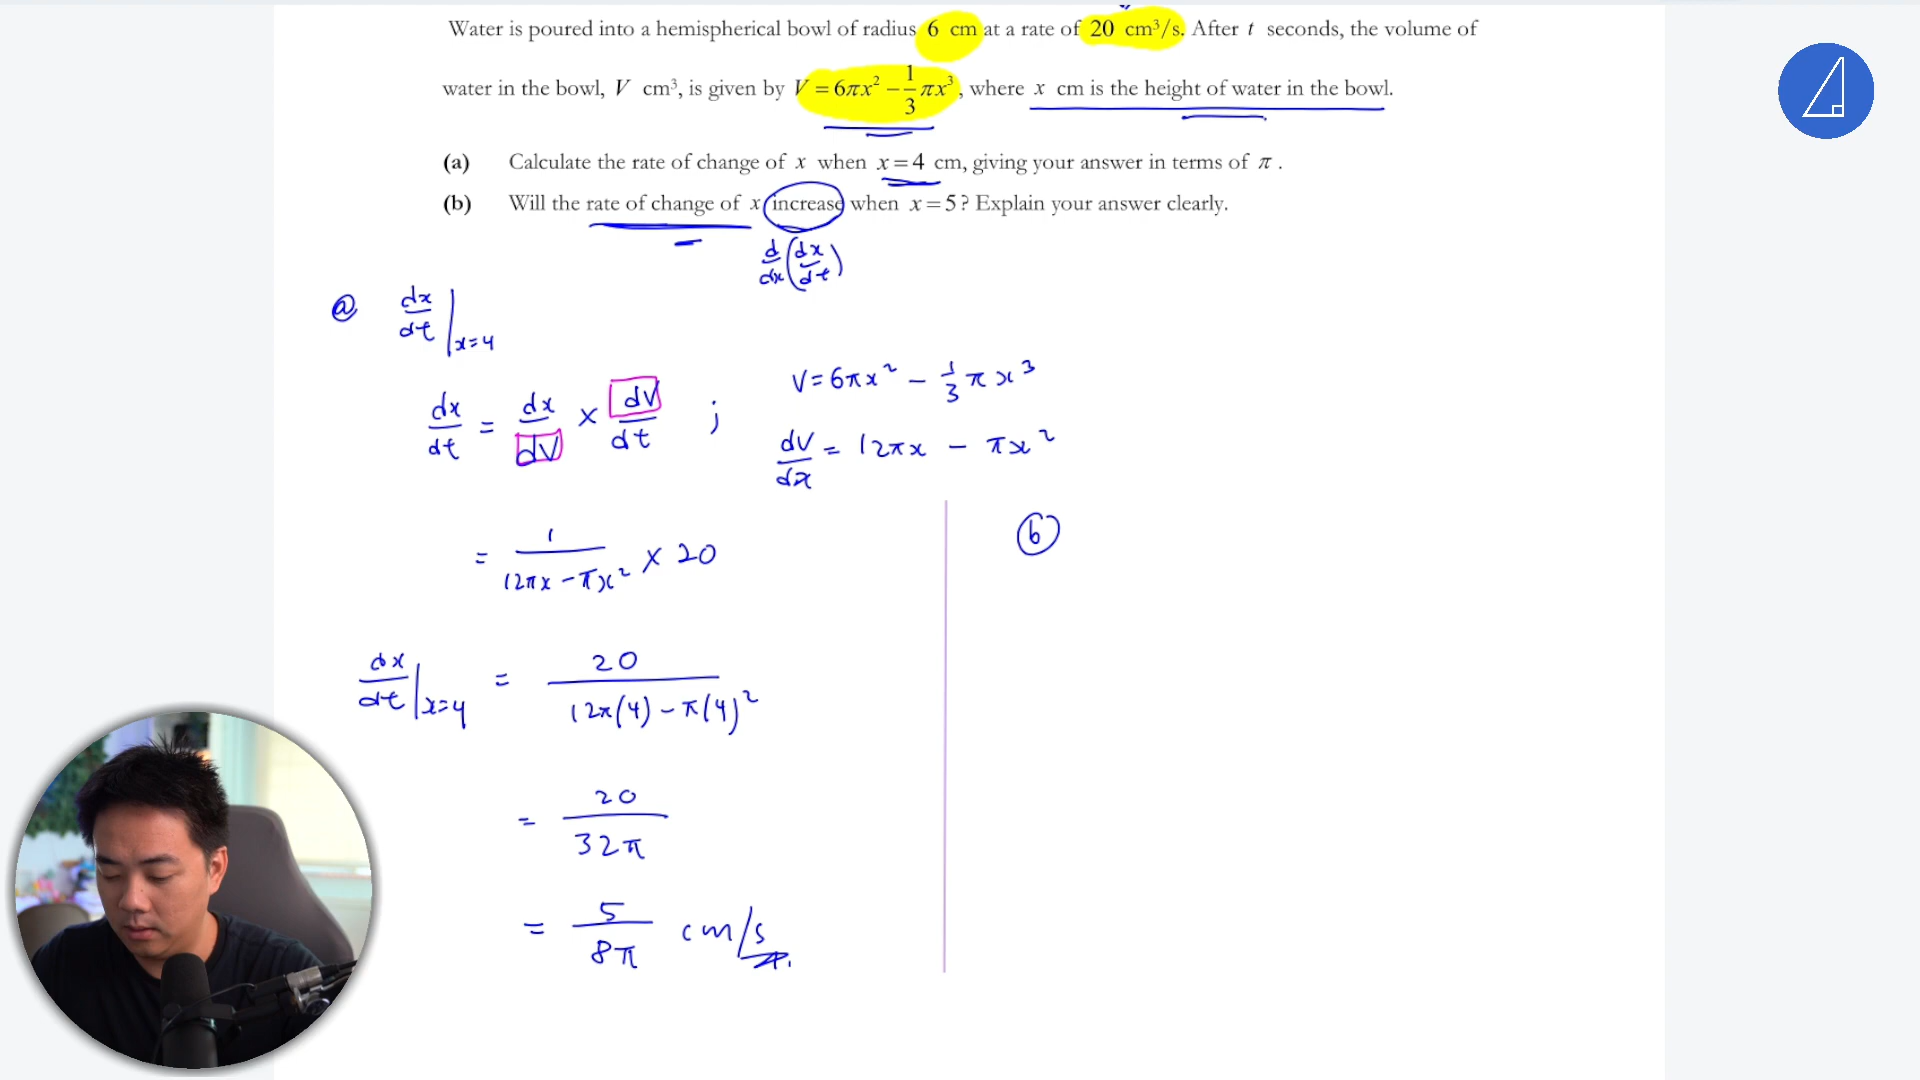 Water is poured into a hemispherical bowl of radius 6 cm at a rate of 20 cm³/s. After t seconds, the volume of
water in the bowl, V cm³, is given by V = 6πx² − 1/3 πx³, where x cm is the height of water in the bowl.
(a) Calculate the rate of change of x when x = 4 cm, giving your answer in terms of π.
(b) Will the rate of change of x increase when x = 5? Explain your answer clearly.
d/dx (dx/dt)
ⓐ dx/dt |x=4
dx/dt = dx/dV × dV/dt ;
V = 6πx² − 1/3 πx³
dV/dx = 12πx − πx²
= 1/(12πx − πx²) × 20
dx/dt |x=4 = 20/(12π(4) − π(4)²)
= 20/32π
= 5/8π cm/s
ⓑ